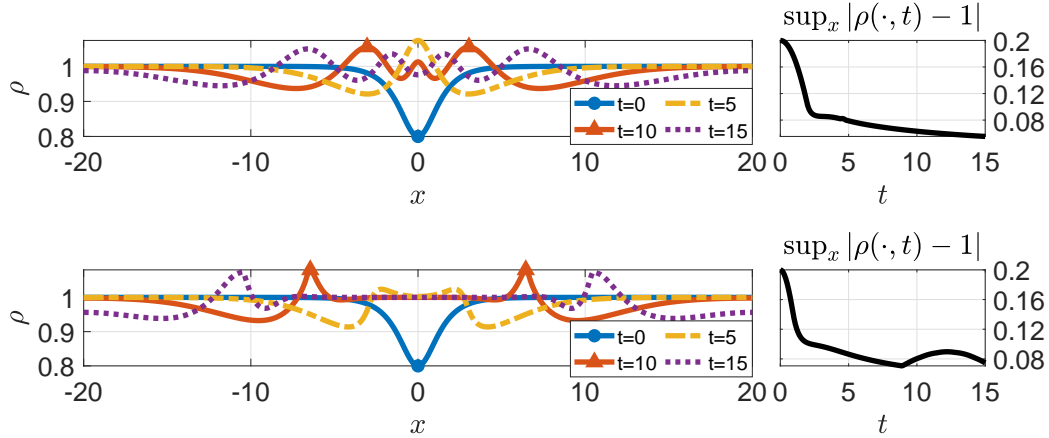 sup_x |ρ(·, t) − 1|
ρ
1
0.9
0.8
t=0 t=5
t=10 t=15
-20 -10 0 10 20
x
0.2
0.16
0.12
0.08
0 5 10 15
t
sup_x |ρ(·, t) − 1|
ρ
1
0.9
0.8
t=0 t=5
t=10 t=15
-20 -10 0 10 20
x
0.2
0.16
0.12
0.08
0 5 10 15
t